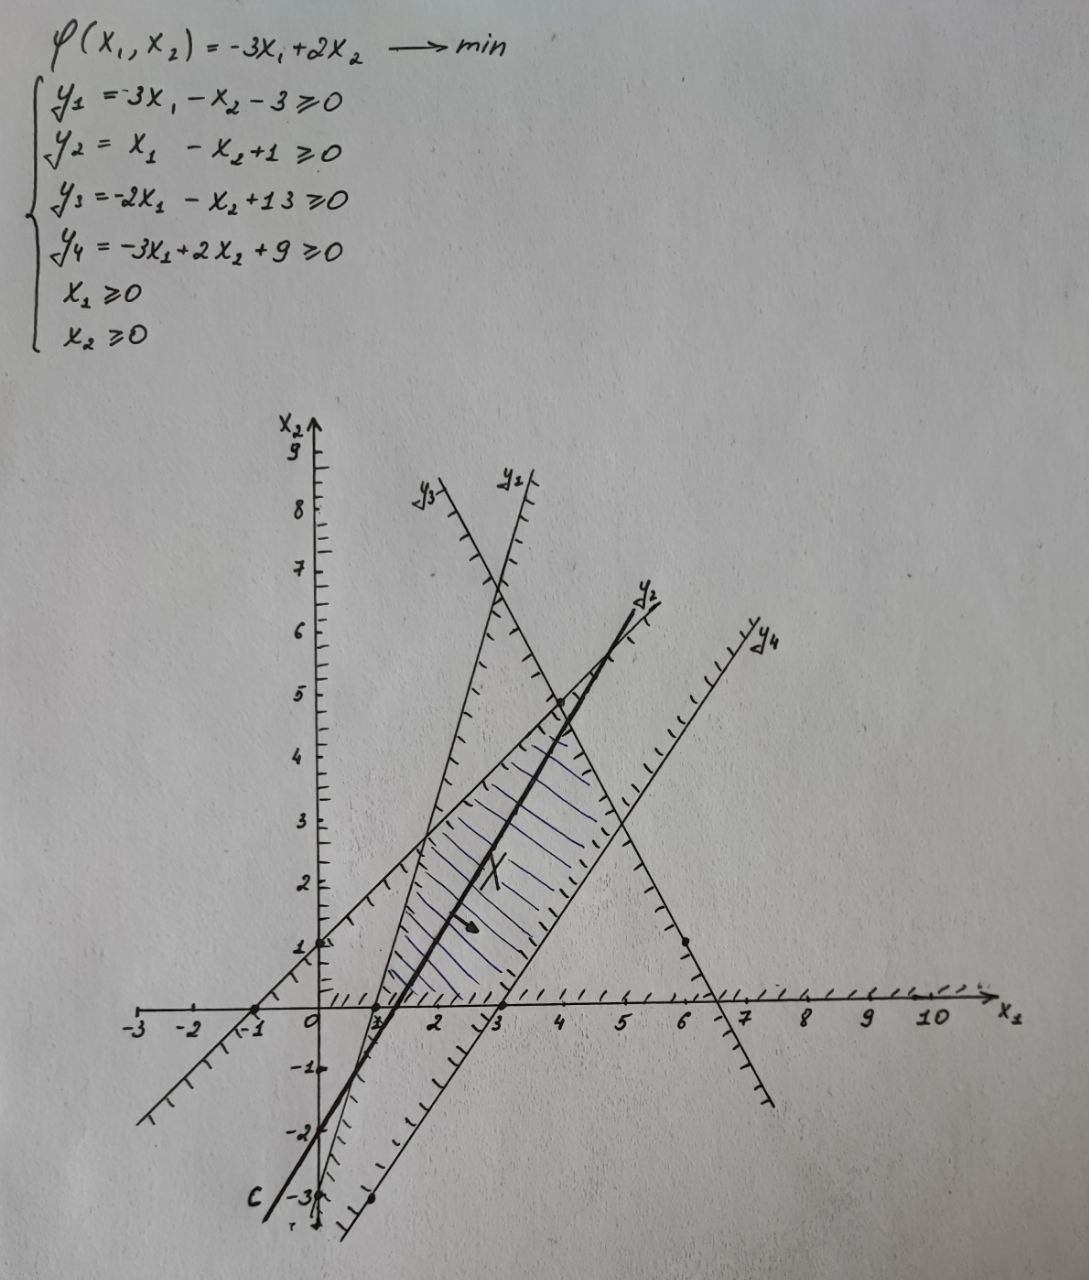 φ(x₁, x₂) = -3x₁ + 2x₂ ⟶ min
y₁ = -3x₁ - x₂ - 3 ≥ 0
y₂ = x₁ - x₂ + 1 ≥ 0
y₃ = -2x₁ - x₂ + 13 ≥ 0
y₄ = -3x₁ + 2x₂ + 9 ≥ 0
x₁ ≥ 0
x₂ ≥ 0
x₂
9
y₃ y₁
8
7
6 y₂
y₄
5
4
3
X
2
1
-3 -2 -1 0 1 2 3 4 5 6 7 8 9 10 x₁
-1
-2
C -3